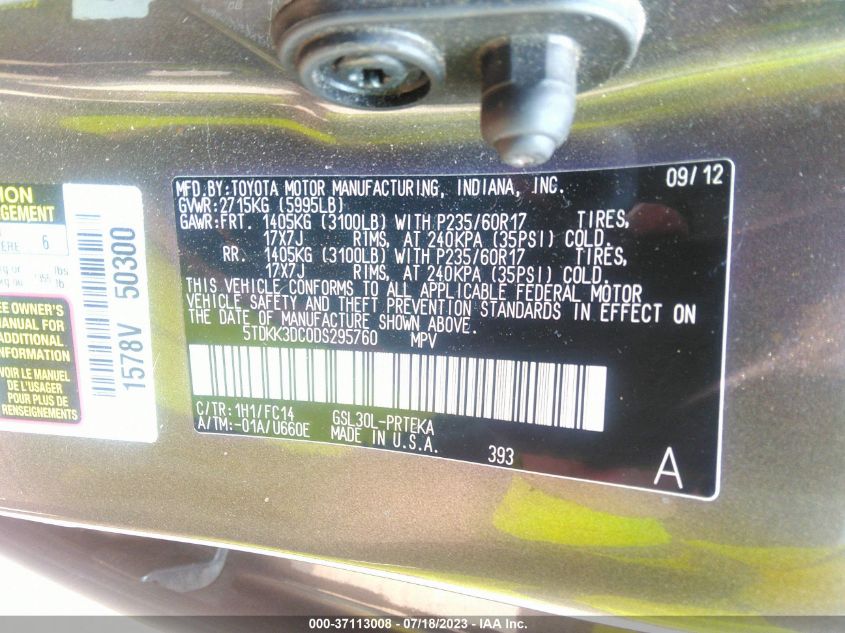 MFD.BY:TOYOTA MOTOR MANUFACTURING, INDIANA, INC. 09/12
GVWR:2715KG (5995LB)
GAWR:FRT. 1405KG (3100LB) WITH P235/60R17 TIRES,
17X7J RIMS, AT 240KPA (35PSI) COLD.
RR. 1405KG (3100LB) WITH P235/60R17 TIRES,
17X7J RIMS, AT 240KPA (35PSI) COLD.
THIS VEHICLE CONFORMS TO ALL APPLICABLE FEDERAL MOTOR
VEHICLE SAFETY AND THEFT PREVENTION STANDARDS IN EFFECT ON
THE DATE OF MANUFACTURE SHOWN ABOVE.
5TDKK3DC0DS295760 MPV
C/TR:1H1/FC14 GSL30L-PRTEKA
A/TM:-01A/U660E MADE IN U.S.A.
393
A
GEMENT
6
lbs
lb
1578V 50300
OWNER'S
MANUAL FOR
ADDITIONAL
INFORMATION
VOIR LE MANUEL
DE L'USAGER
POUR PLUS DE
RENSEIGNEMENTS
000-37113008 - 07/18/2023 - IAA Inc.